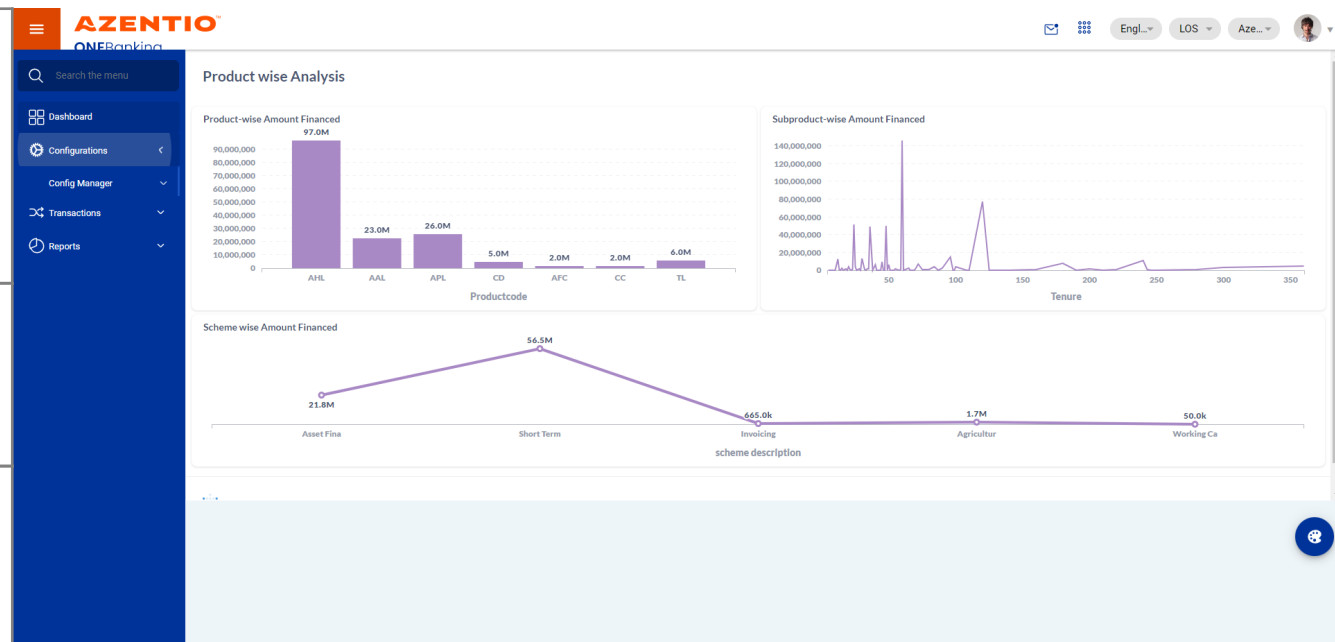 AZENTIO
ONEBanking
Engl...
LOS
Aze...
Search the menu
Dashboard
Configurations
Config Manager
Transactions
Reports
Product wise Analysis
Product-wise Amount Financed
97.0M
90,000,000
80,000,000
70,000,000
60,000,000
50,000,000
40,000,000
30,000,000
20,000,000
10,000,000
0
23.0M
26.0M
5.0M
2.0M
2.0M
6.0M
AHL AAL APL CD AFC CC TL
Productcode
Subproduct-wise Amount Financed
140,000,000
120,000,000
100,000,000
80,000,000
60,000,000
40,000,000
20,000,000
0
50 100 150 200 250 300 350
Tenure
Scheme wise Amount Financed
56.5M
21.8M
665.0k
1.7M
50.0k
Asset Fina Short Term Invoicing Agricultur Working Ca
scheme description